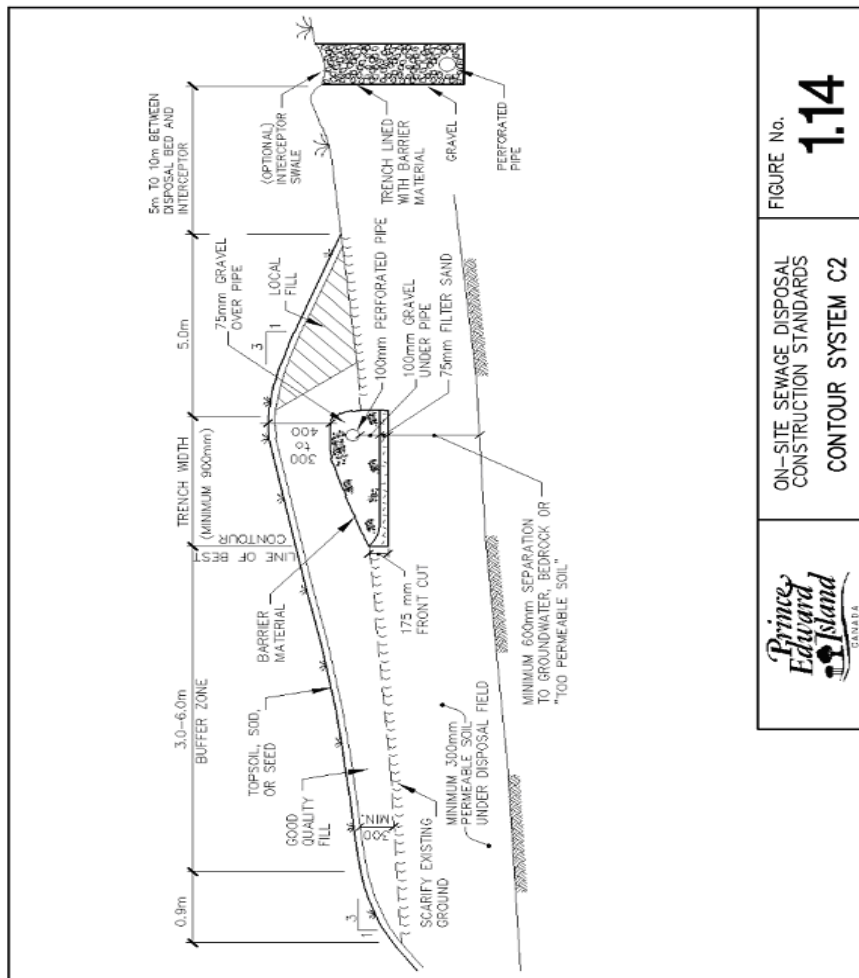 0.9m
3.0-6.0m
BUFFER ZONE
TRENCH WIDTH
(MINIMUM 900mm)
5.0m
5m TO 10m BETWEEN
DISPOSAL BED AND
INTERCEPTOR
LINE OF BEST
CONTOUR
3
1
TOPSOIL, SOD,
OR SEED
GOOD
QUALITY
FILL
300
MIN.
BARRIER
MATERIAL
300
to
400
3
1
75mm GRAVEL
OVER PIPE
LOCAL
FILL
(OPTIONAL)
INTERCEPTOR
SWALE
TRENCH LINED
WITH BARRIER
MATERIAL
GRAVEL
PERFORATED
PIPE
100mm PERFORATED PIPE
100mm GRAVEL
UNDER PIPE
75mm FILTER SAND
175 mm
FRONT CUT
SCARIFY EXISTING
GROUND
MINIMUM 300mm
PERMEABLE SOIL
UNDER DISPOSAL FIELD
MINIMUM 600mm SEPARATION
TO GROUNDWATER, BEDROCK OR
"TOO PERMEABLE SOIL"
Prince
Edward
Island
CANADA
ON-SITE SEWAGE DISPOSAL
CONSTRUCTION STANDARDS
CONTOUR SYSTEM C2
FIGURE No.
1.14